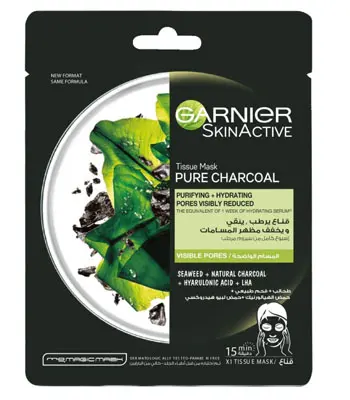 NEW FORMAT
SAME FORMULA
GARNIER
SKINACTIVE
Tissue Mask
PURE CHARCOAL
PURIFYING + HYDRATING
PORES VISIBLY REDUCED
THE EQUIVALENT OF 1 WEEK OF HYDRATING SERUM
قناع يرطب، ينقي
و يخفف مظهر المسامات
VISIBLE PORES / المسام الواضحة
SEAWEED + NATURAL CHARCOAL
+ HYARULONIC ACID + LHA
15 min
دقيقة
X1 TISSUE MASK / قناع